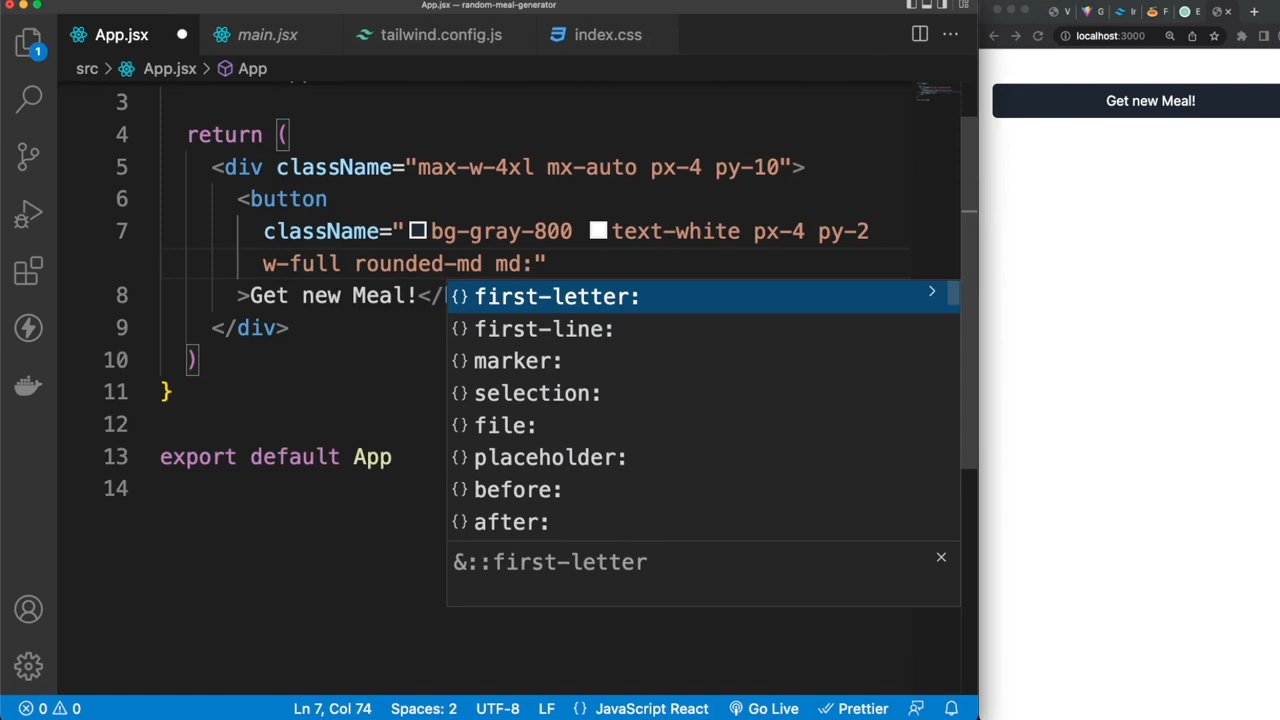 App.jsx — random-meal-generator
App.jsx
main.jsx
tailwind.config.js
index.css
src > App.jsx > App
1
3
4 return (
5 <div className="max-w-4xl mx-auto px-4 py-10">
6 <button
7 className="bg-gray-800 text-white px-4 py-2
w-full rounded-md md:"
8 >Get new Meal!</
9 </div>
10 )
11 }
12
13 export default App
14
{} first-letter:
{} first-line:
{} marker:
{} selection:
{} file:
{} placeholder:
{} before:
{} after:
&::first-letter
0 0 Ln 7, Col 74 Spaces: 2 UTF-8 LF {} JavaScript React Go Live Prettier
V G Ir F E
localhost:3000
Get new Meal!